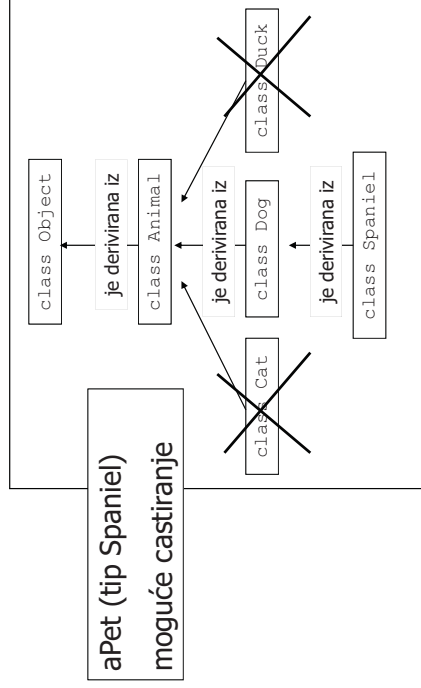 aPet (tip Spaniel)
moguće castiranje
class Object
je derivirana iz
class Animal
je derivirana iz
class Cat
class Dog
class Duck
je derivirana iz
class Spaniel